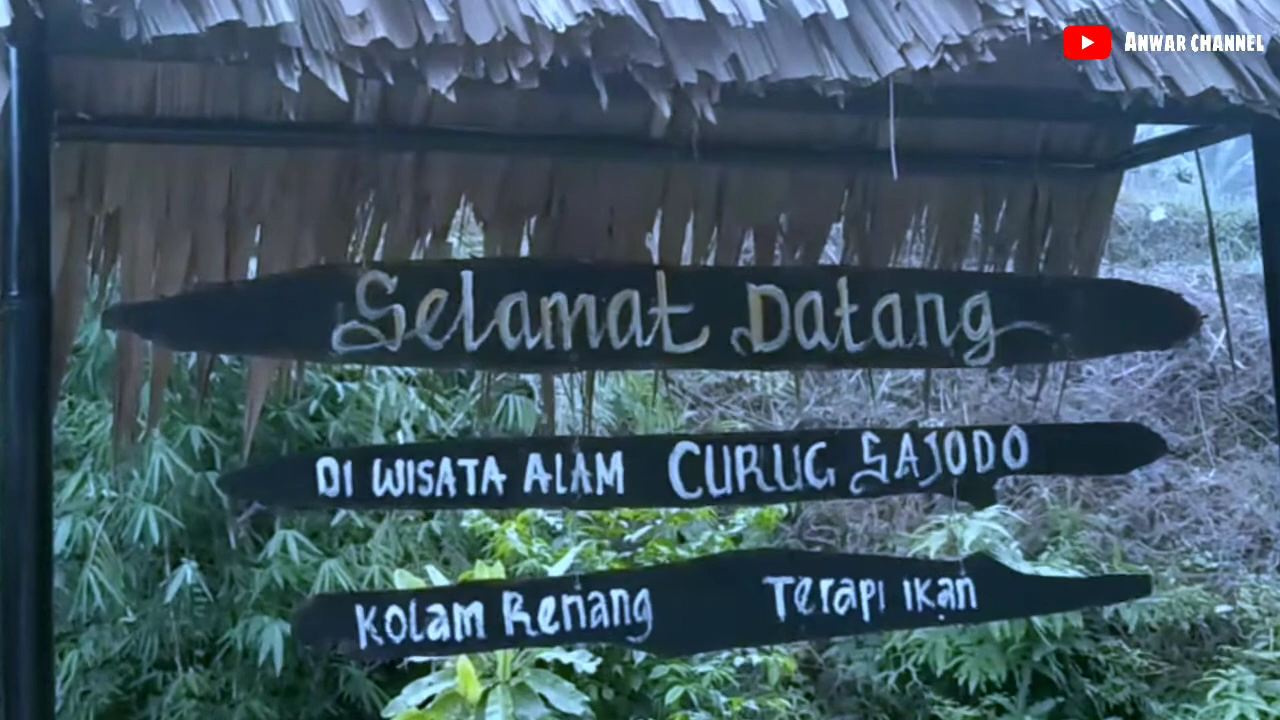 Anwar channel
Selamat Datang
DI WISATA ALAM CURUG SAJODO
Kolam Renang Terapi Ikan